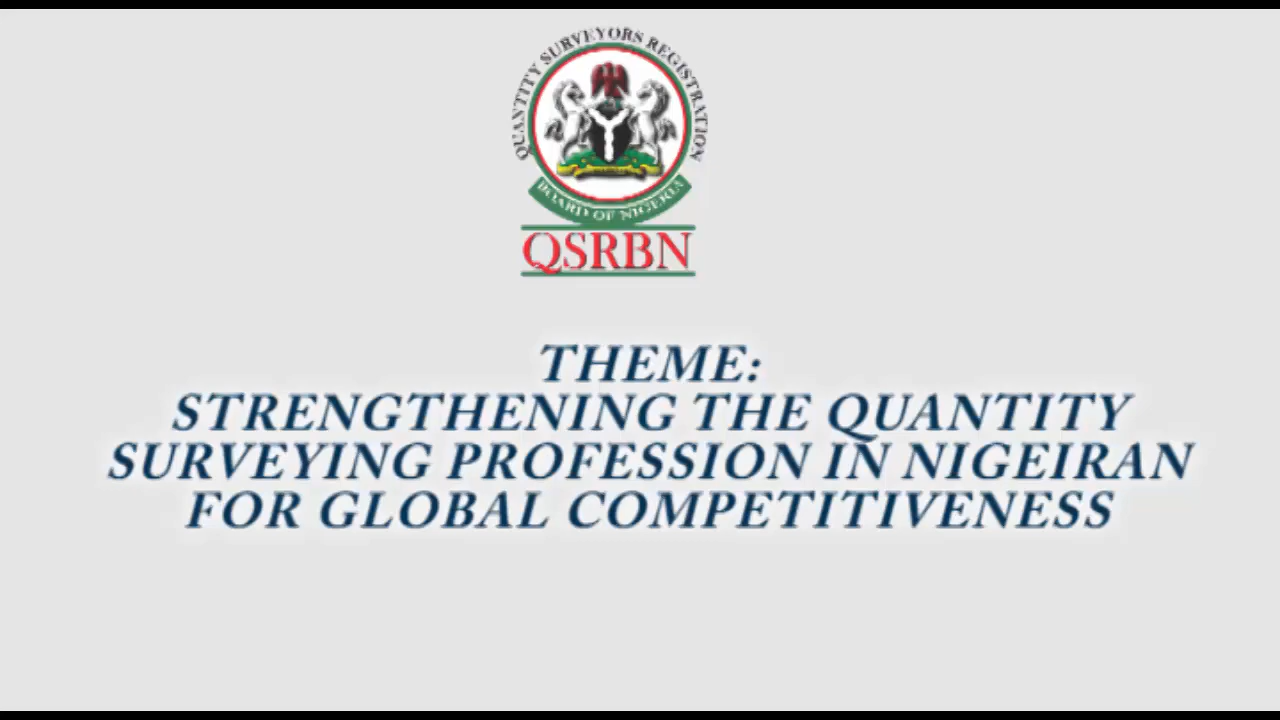 QUANTITY SURVEYORS REGISTRATION
BOARD OF NIGERIA
QSRBN
THEME:
STRENGTHENING THE QUANTITY
SURVEYING PROFESSION IN NIGEIRAN
FOR GLOBAL COMPETITIVENESS